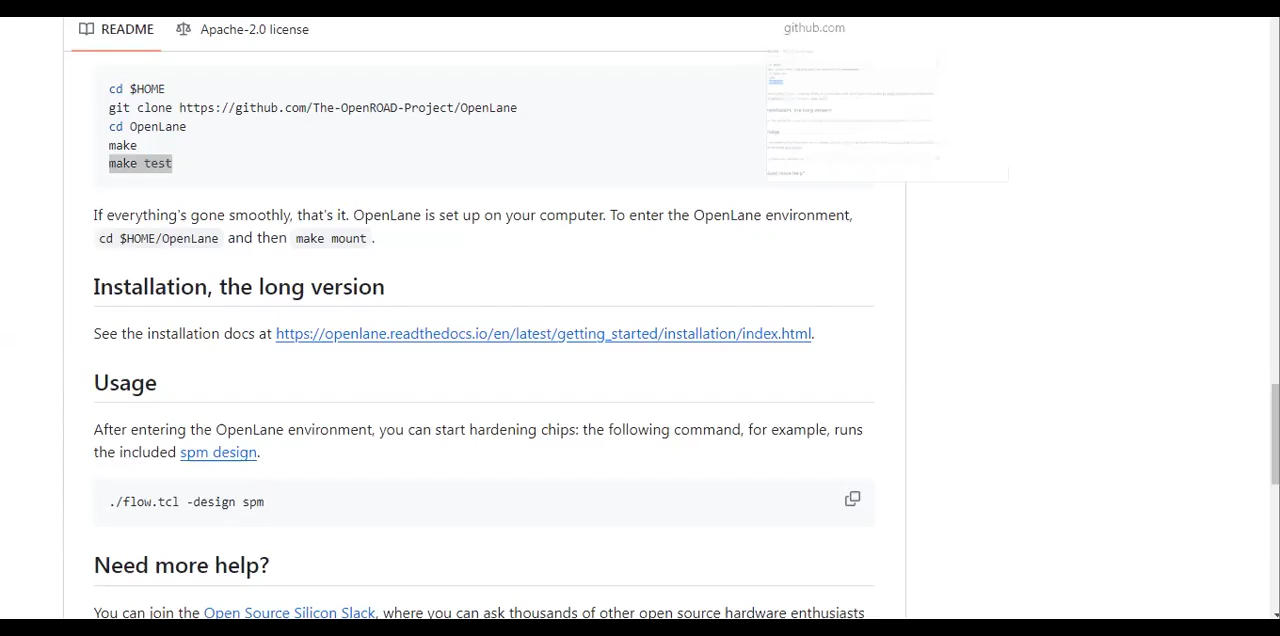 README Apache-2.0 license
github.com
cd $HOME
git clone https://github.com/The-OpenROAD-Project/OpenLane
cd OpenLane
make
make test
If everything's gone smoothly, that's it. OpenLane is set up on your computer. To enter the OpenLane environment,
cd $HOME/OpenLane and then make mount .
Installation, the long version
See the installation docs at https://openlane.readthedocs.io/en/latest/getting_started/installation/index.html.
Usage
After entering the OpenLane environment, you can start hardening chips: the following command, for example, runs
the included spm design.
./flow.tcl -design spm
Need more help?
You can join the Open Source Silicon Slack, where you can ask thousands of other open source hardware enthusiasts